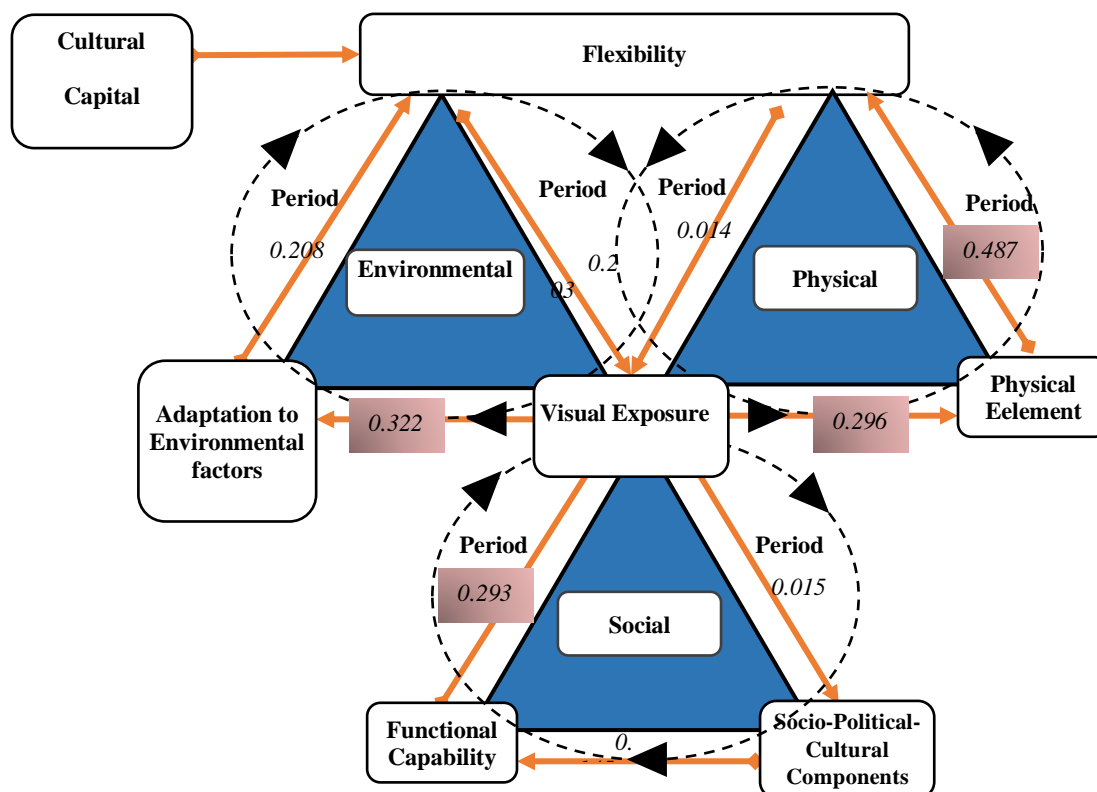 Cultural
Capital
Flexibility
Period
Period
Period
Period
0.208
0.2
03
0.014
0.487
Environmental
Physical
Adaptation to
Environmental
factors
0.322
Visual Exposure
0.296
Physical
Eelement
Period
Period
0.293
0.015
Social
Functional
Capability
0.
Socio-Political-
Cultural
Components